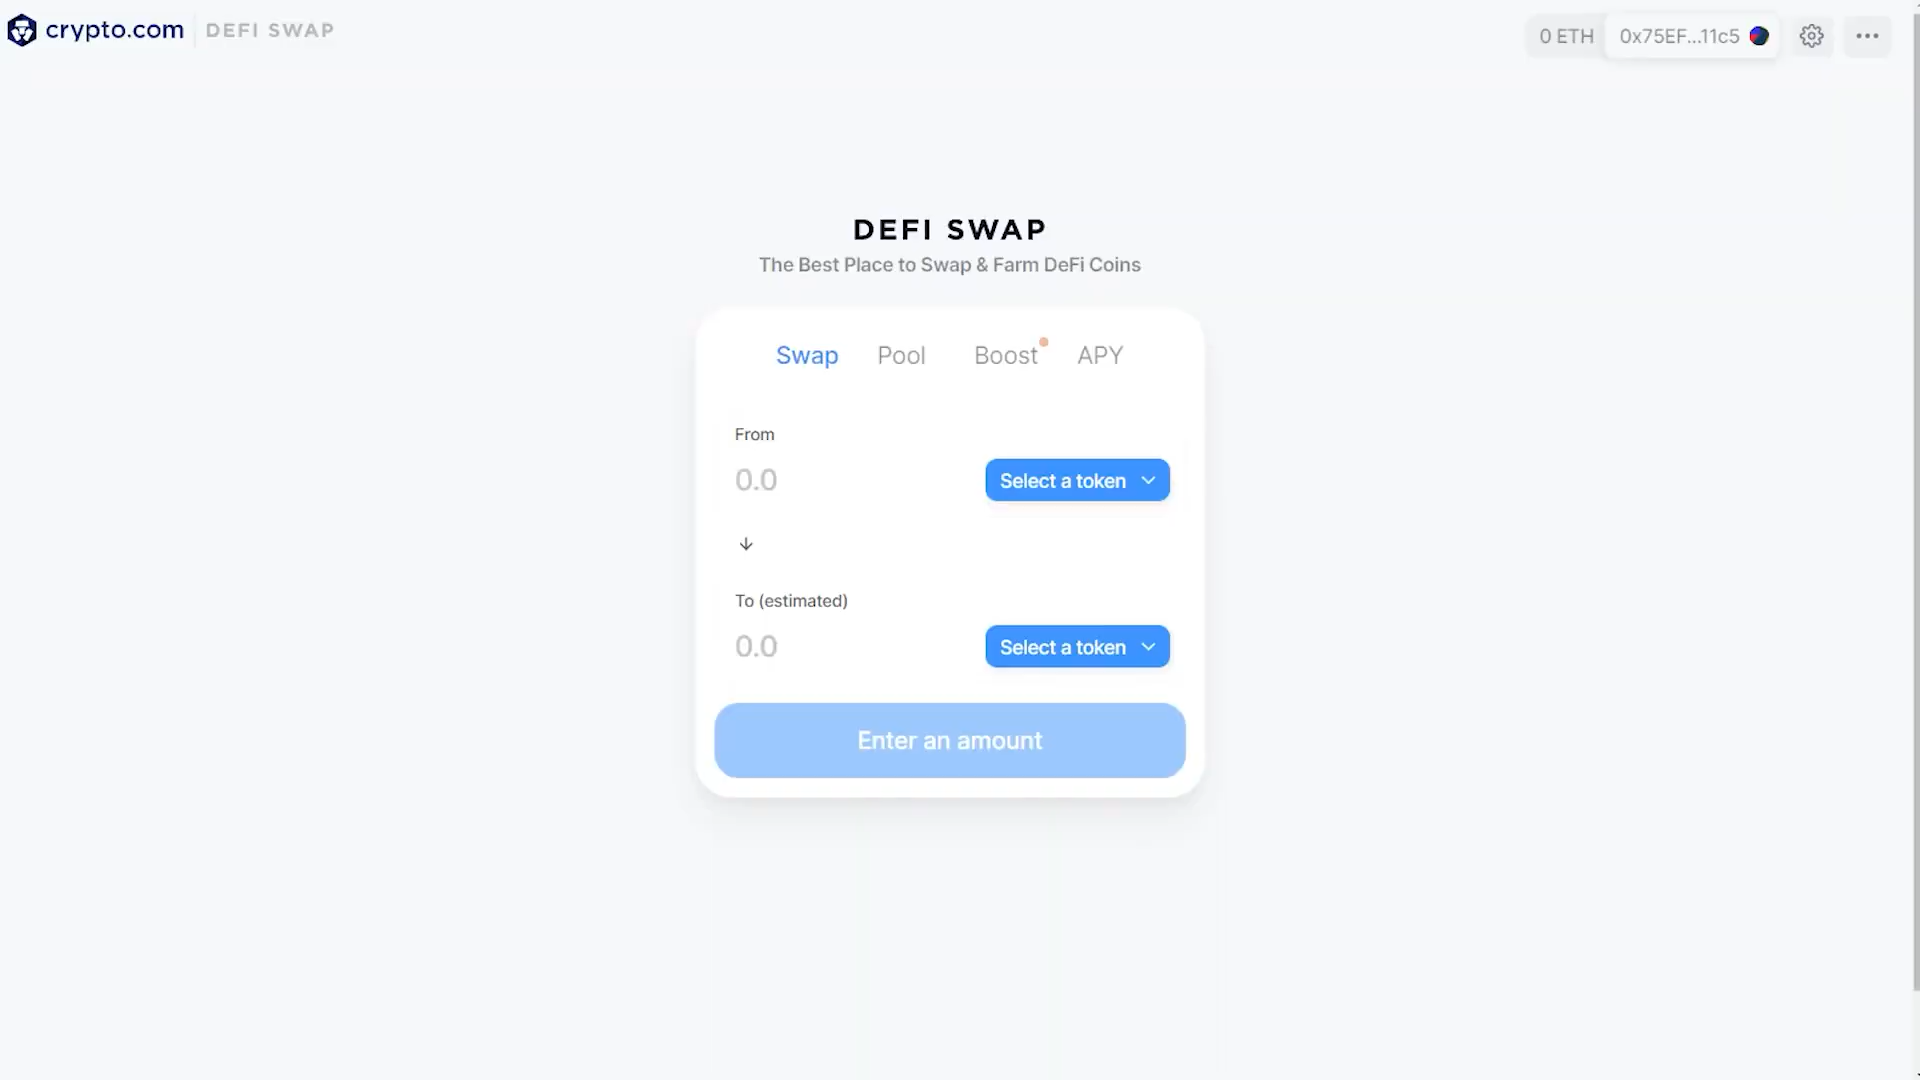 crypto.com DEFI SWAP 0 ETH 0x75EF...11c5
DEFI SWAP
The Best Place to Swap & Farm DeFi Coins
Swap Pool Boost APY
From
0.0 Select a token
To (estimated)
0.0 Select a token
Enter an amount